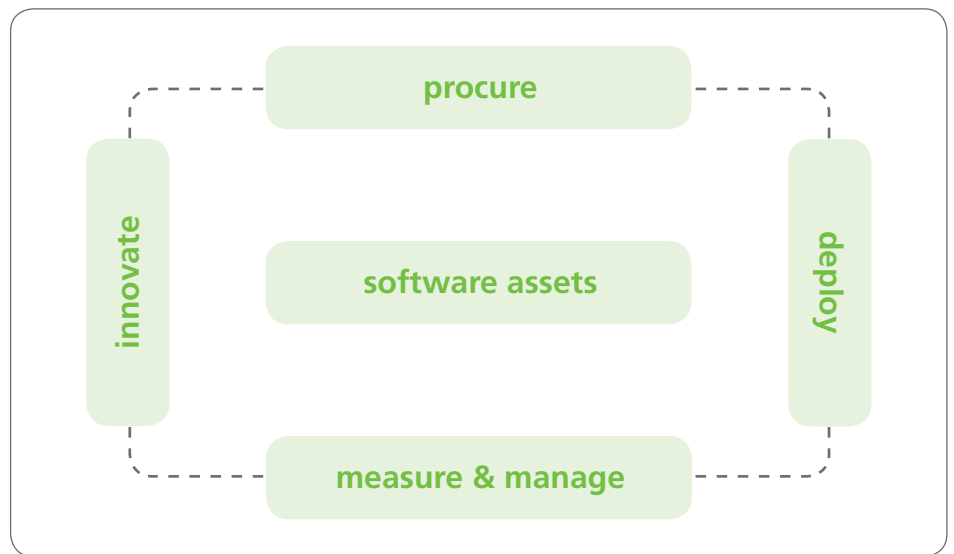 procure
innovate
software assets
deploy
measure & manage